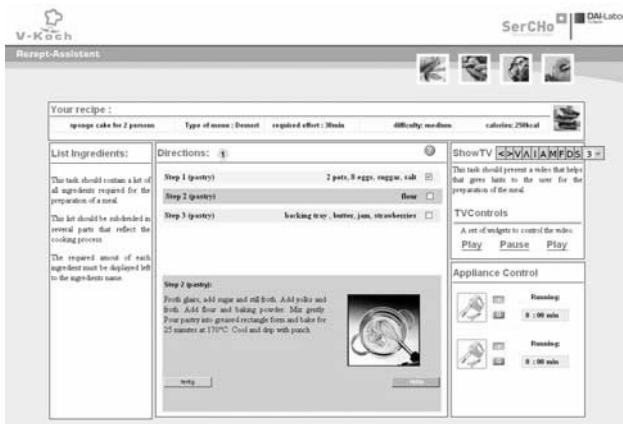 V-Koch
SerCHo
DAI-Labor
Rezept-Assistent
Your recipe :
sponge cake for 2 persons Type of menu : Dessert required effort : 30min difficulty: medium calories: 250kcal
List Ingredients:
This task should contain a list of
all ingredients required for the
preparation of a meal.
This list should be subdivided in
several parts that reflect the
cooking process.
The required amout of each
ingredient must be displayed left
to the ingredients name.
Directions: 1
Step 1 (pastry) 2 pots, 8 eggs, suggar, salt
Step 2 (pastry) flour
Step 3 (pastry) backing tray , butter, jam, strawberries
Step 2 (pastry):
Froth glairs, add sugar and still froth. Add yolks and
froth. Add flour and baking powder. Mix gently.
Pour pastry into greased rectangle form and bake for
25 minutes at 170°C. Cool and drip with punch.
fertig
ShowTV <>VΛIAMFDS 3
This task should present a video that helps
that gives hints to the user for the
preparation of the meal.
TVControls
A set of widgets to control the video.
Play Pause Play
Appliance Control
Running:
0 : 00 min
Running:
0 : 00 min